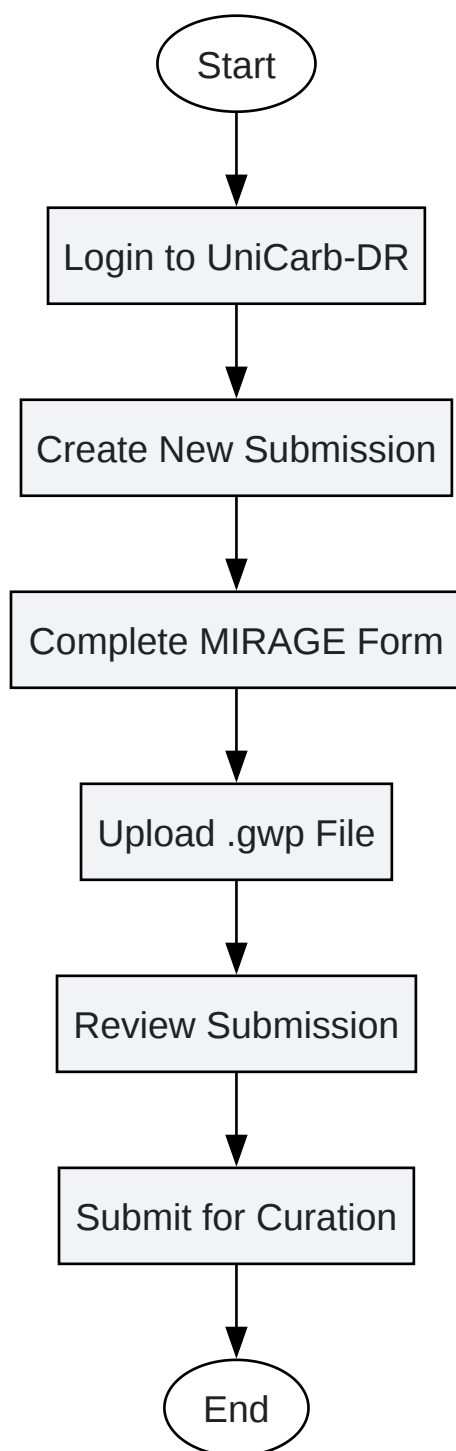 Start
Login to UniCarb-DR
Create New Submission
Complete MIRAGE Form
Upload .gwp File
Review Submission
Submit for Curation
End